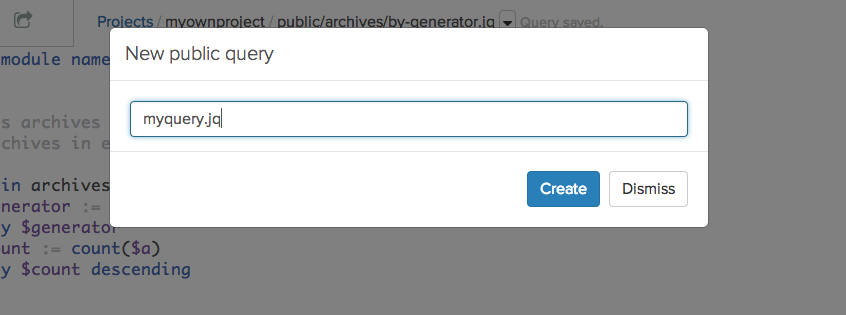 Projects / myownproject / public/archives/by-generator.jq Query saved.
New public query
module name
myquery.jq
s archives
chives in e
in archives
nerator :=
y $generator
unt := count($a)
y $count descending
Create Dismiss